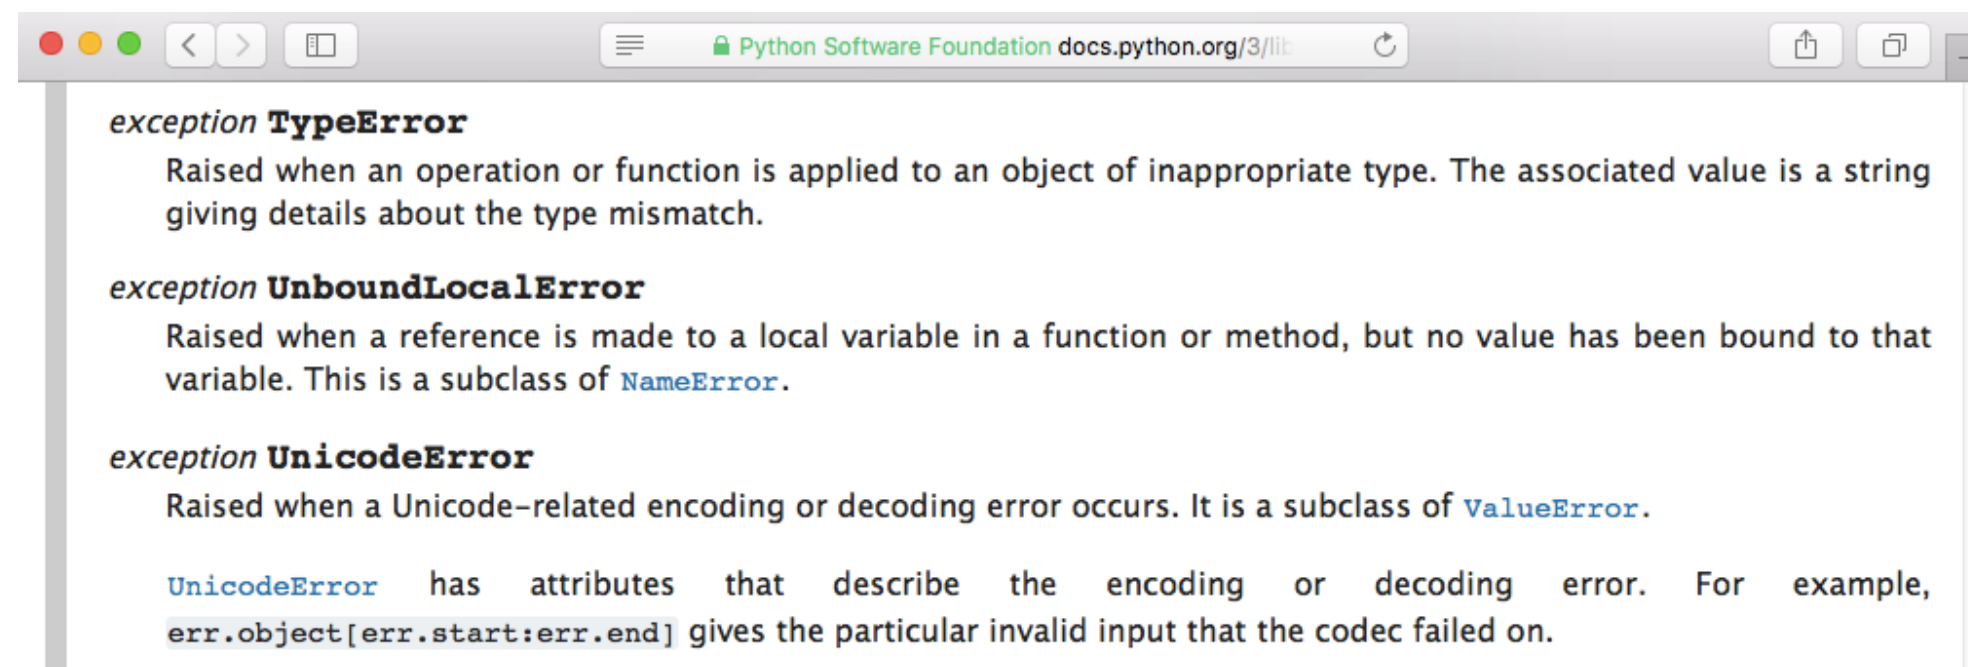 Python Software Foundation docs.python.org/3/lib
exception TypeError
Raised when an operation or function is applied to an object of inappropriate type. The associated value is a string
giving details about the type mismatch.
exception UnboundLocalError
Raised when a reference is made to a local variable in a function or method, but no value has been bound to that
variable. This is a subclass of NameError.
exception UnicodeError
Raised when a Unicode-related encoding or decoding error occurs. It is a subclass of ValueError.
UnicodeError has attributes that describe the encoding or decoding error. For example,
err.object[err.start:err.end] gives the particular invalid input that the codec failed on.